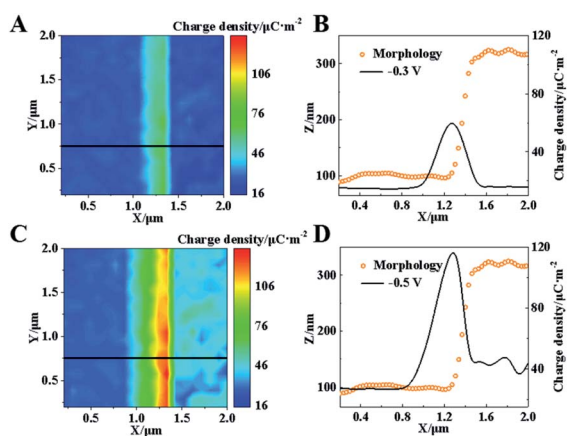 A
Charge density/μC·m⁻²
2.0
1.5
1.0
0.5
Y/μm
0.5
1.0
1.5
2.0
X/μm
106
76
46
16
B
Morphology
-0.3 V
300
200
100
Z/nm
0.4
0.8
1.2
1.6
2.0
X/μm
120
80
40
0
Charge density/μC·m⁻²
C
Charge density/μC·m⁻²
2.0
1.5
1.0
0.5
Y/μm
0.5
1.0
1.5
2.0
X/μm
106
76
46
16
D
Morphology
-0.5 V
300
200
100
Z/nm
0.4
0.8
1.2
1.6
2.0
X/μm
120
80
40
0
Charge density/μC·m⁻²